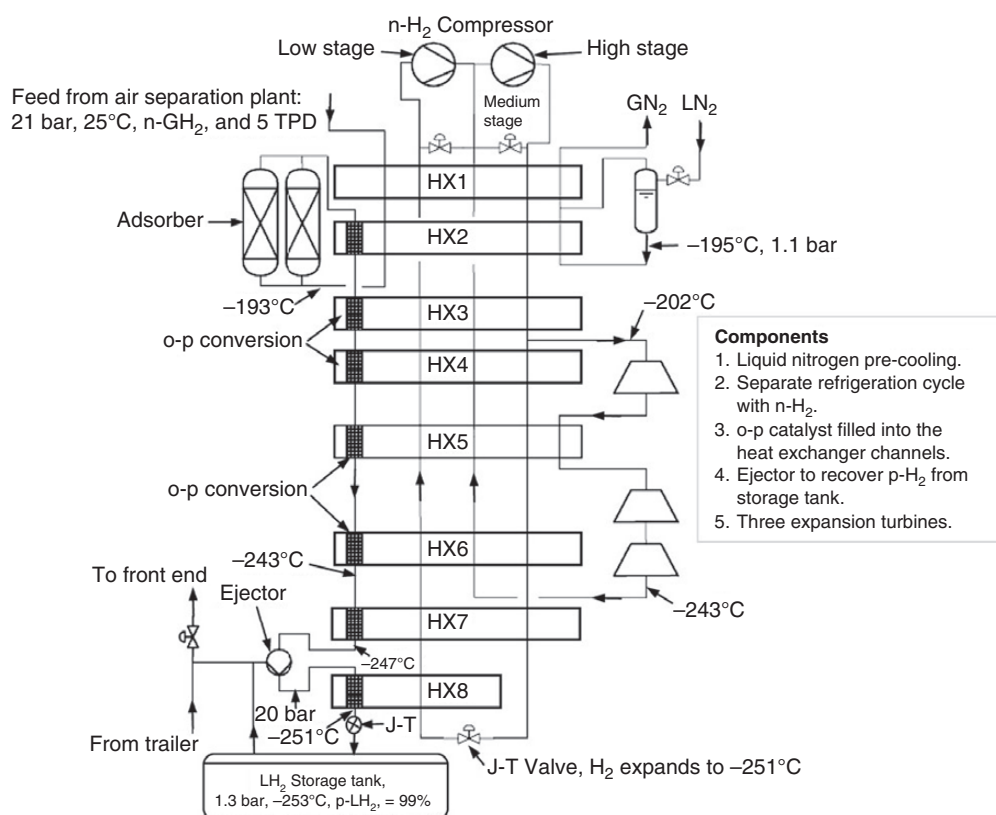 n-H₂ Compressor
Low stage
High stage
Feed from air separation plant:
21 bar, 25°C, n-GH₂, and 5 TPD
Medium
stage
GN₂
LN₂
HX1
Adsorber
HX2
–195°C, 1.1 bar
–193°C
–202°C
HX3
o-p conversion
HX4
Components
1. Liquid nitrogen pre-cooling.
2. Separate refrigeration cycle
with n-H₂.
3. o-p catalyst filled into the
heat exchanger channels.
4. Ejector to recover p-H₂ from
storage tank.
5. Three expansion turbines.
HX5
o-p conversion
HX6
–243°C
To front end
Ejector
–243°C
HX7
–247°C
HX8
20 bar
–251°C
J-T
From trailer
J-T Valve, H₂ expands to –251°C
LH₂ Storage tank,
1.3 bar, –253°C, p-LH₂, = 99%